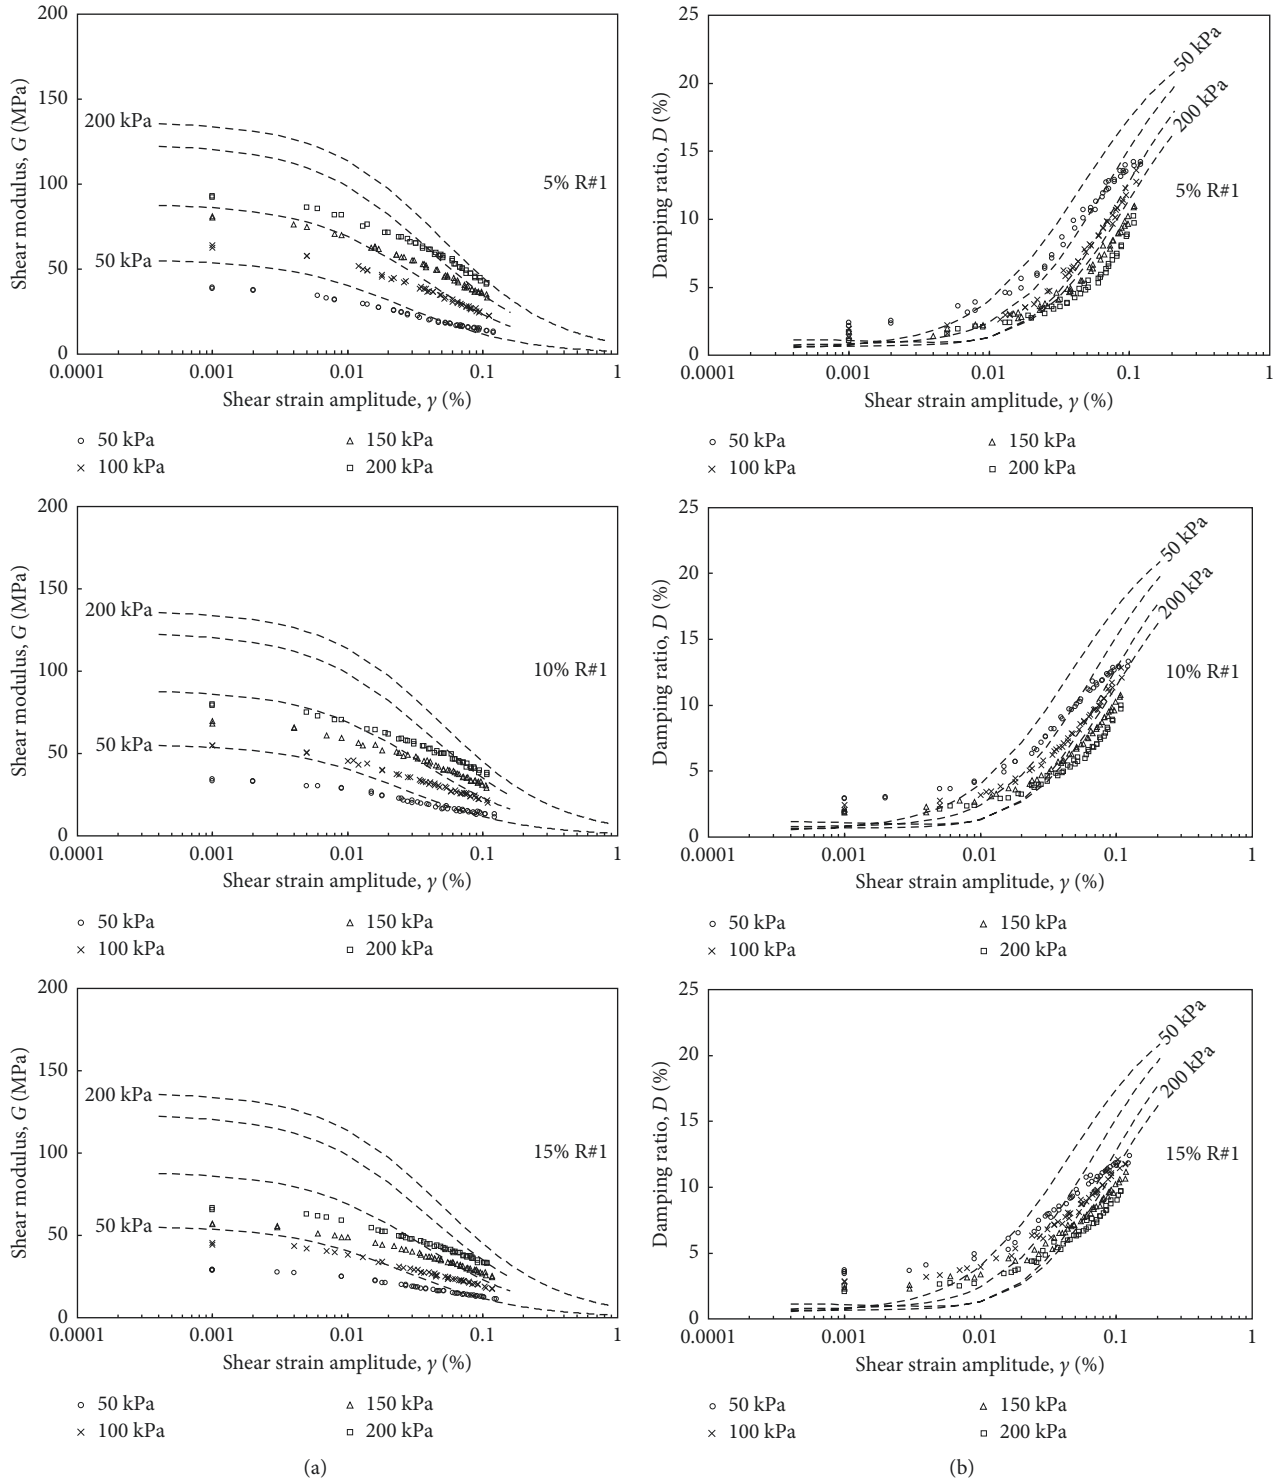 200
150
100
50
0
Shear modulus, G (MPa)
200 kPa
50 kPa
5% R#1
0.0001
0.001
0.01
0.1
1
Shear strain amplitude, γ (%)
50 kPa
150 kPa
100 kPa
200 kPa
25
20
15
10
5
0
Damping ratio, D (%)
50 kPa
200 kPa
5% R#1
0.0001
0.001
0.01
0.1
1
Shear strain amplitude, γ (%)
50 kPa
150 kPa
100 kPa
200 kPa
200
150
100
50
0
Shear modulus, G (MPa)
200 kPa
50 kPa
10% R#1
0.0001
0.001
0.01
0.1
1
Shear strain amplitude, γ (%)
50 kPa
150 kPa
100 kPa
200 kPa
25
20
15
10
5
0
Damping ratio, D (%)
50 kPa
200 kPa
10% R#1
0.0001
0.001
0.01
0.1
1
Shear strain amplitude, γ (%)
50 kPa
150 kPa
100 kPa
200 kPa
200
150
100
50
0
Shear modulus, G (MPa)
200 kPa
50 kPa
15% R#1
0.0001
0.001
0.01
0.1
1
Shear strain amplitude, γ (%)
50 kPa
150 kPa
100 kPa
200 kPa
(a)
25
20
15
10
5
0
Damping ratio, D (%)
50 kPa
200 kPa
15% R#1
0.0001
0.001
0.01
0.1
1
Shear strain amplitude, γ (%)
50 kPa
150 kPa
100 kPa
200 kPa
(b)